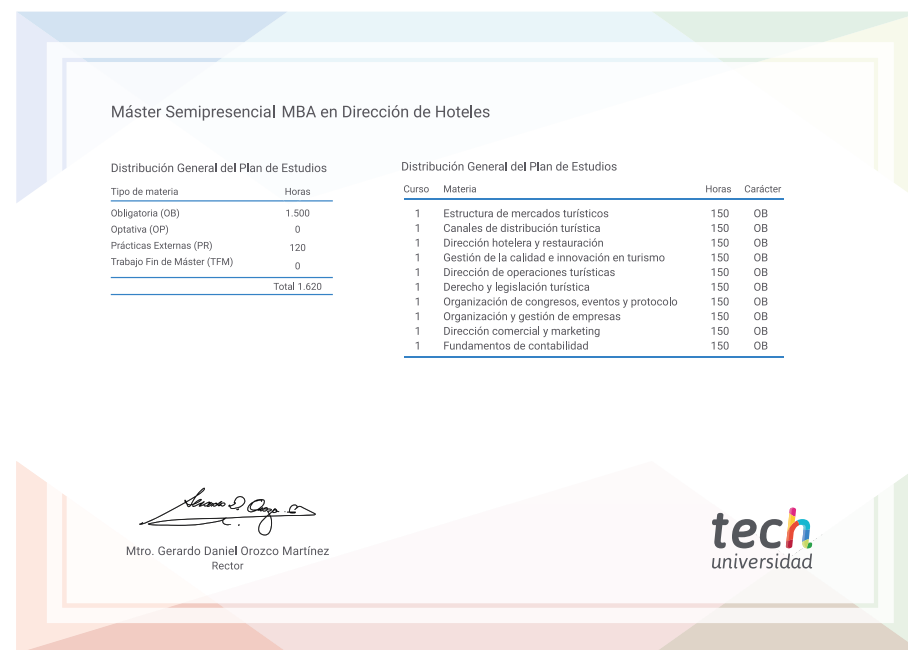 Máster Semipresencial MBA en Dirección de Hoteles
Distribución General del Plan de Estudios
Tipo de materia Horas
Obligatoria (OB) 1.500
Optativa (OP) 0
Prácticas Externas (PR) 120
Trabajo Fin de Máster (TFM) 0
Total 1.620
Distribución General del Plan de Estudios
Curso Materia Horas Carácter
1 Estructura de mercados turísticos 150 OB
1 Canales de distribución turística 150 OB
1 Dirección hotelera y restauración 150 OB
1 Gestión de la calidad e innovación en turismo 150 OB
1 Dirección de operaciones turísticas 150 OB
1 Derecho y legislación turística 150 OB
1 Organización de congresos, eventos y protocolo 150 OB
1 Organización y gestión de empresas 150 OB
1 Dirección comercial y marketing 150 OB
1 Fundamentos de contabilidad 150 OB
Mtro. Gerardo Daniel Orozco Martínez
Rector
tech
universidad